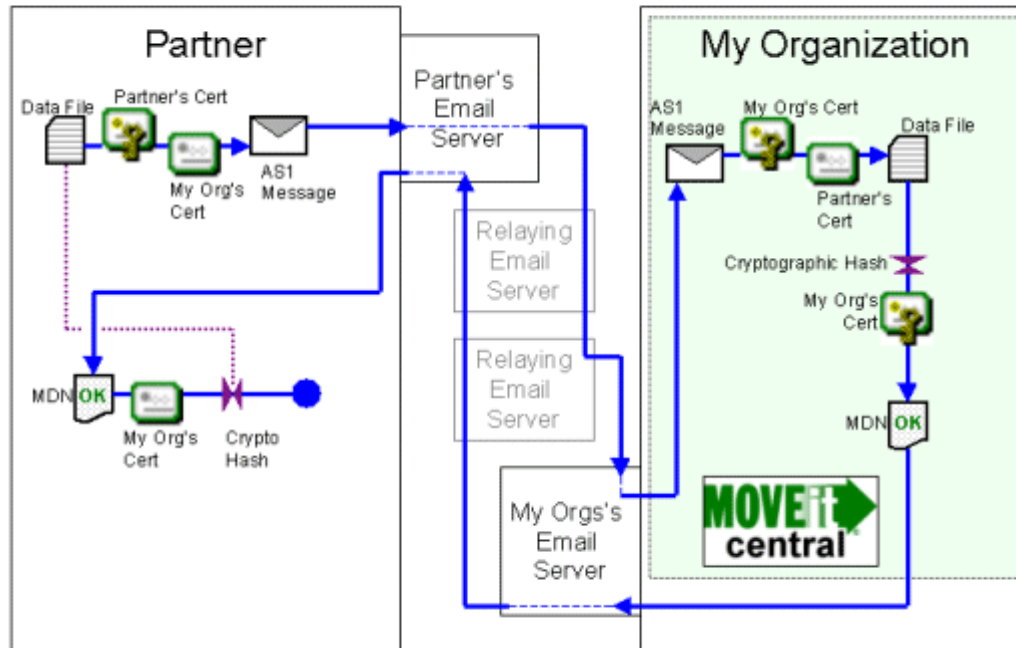 Partner
Data File
Partner's Cert
My Org's
Cert
AS1
Message
MDN
OK
My Org's
Cert
Crypto
Hash
Partner's
Email
Server
Relaying
Email
Server
Relaying
Email
Server
My Orgs's
Email
Server
My Organization
AS1
Message
My Org's Cert
Partner's
Cert
Data File
Cryptographic Hash
My Org's
Cert
MDN
OK
MOVEit
central